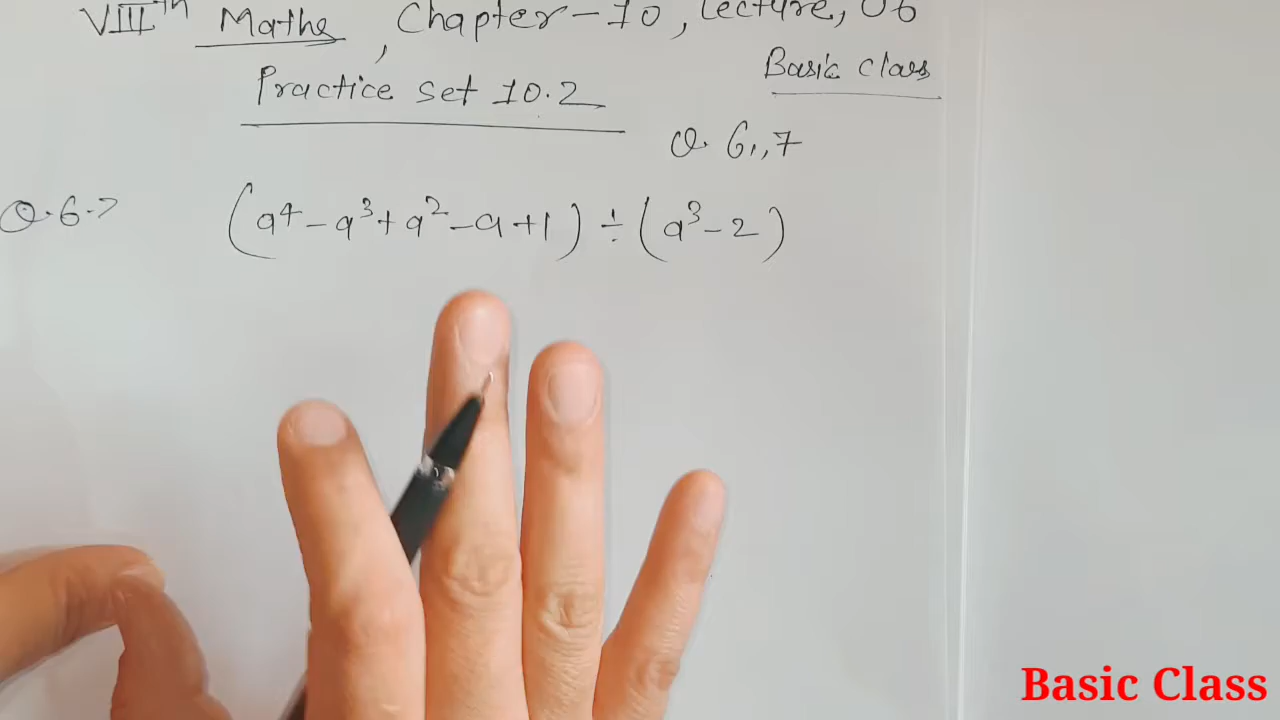 VIIIth Maths, Chapter-10, Lecture, 06
Basic class
Practice set 10.2
Q. 6,,7
Q.6.> (a⁴-a³+a²-a+1)÷(a³-2)
Basic Class